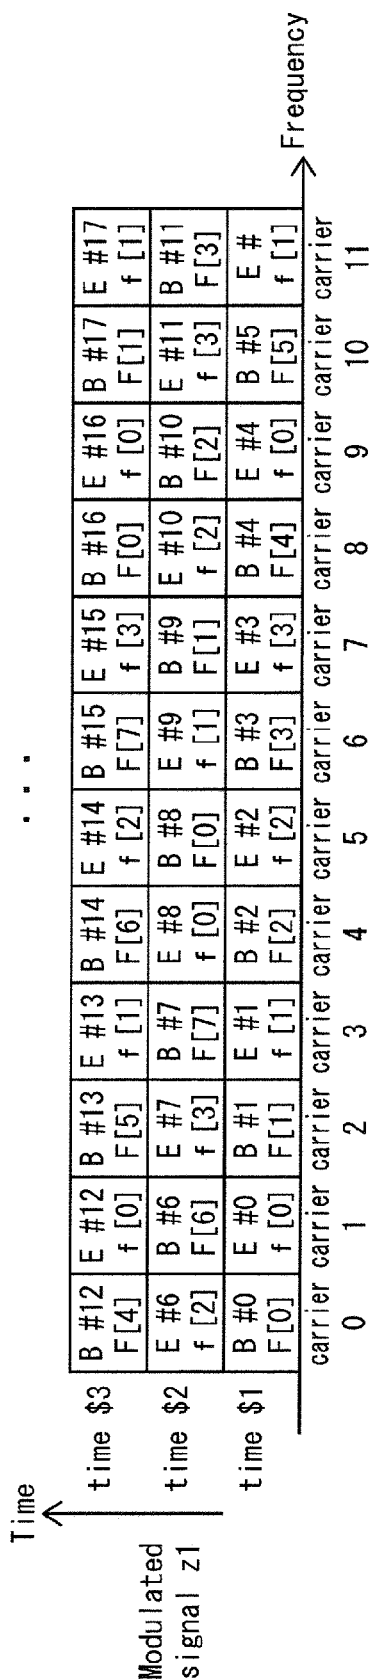 Time
. . .
Modulated
signal z1
time $3
B #12 E #12 B #13 E #13 B #14 E #14 B #15 E #15 B #16 E #16 B #17 E #17
F[4] f [0] F[5] f [1] F[6] f [2] F[7] f [3] F[0] f [0] F[1] f [1]
time $2
E #6 B #6 E #7 B #7 E #8 B #8 E #9 B #9 E #10 B #10 E #11 B #11
f [2] F[6] f [3] F[7] f [0] F[0] f [1] F[1] f [2] F[2] f [3] F[3]
time $1
B #0 E #0 B #1 E #1 B #2 E #2 B #3 E #3 B #4 E #4 B #5 E #
F[0] f [0] F[1] f [1] F[2] f [2] F[3] f [3] F[4] f [0] F[5] f [1]
Frequency
carrier carrier carrier carrier carrier carrier carrier carrier carrier carrier carrier carrier
0 1 2 3 4 5 6 7 8 9 10 11